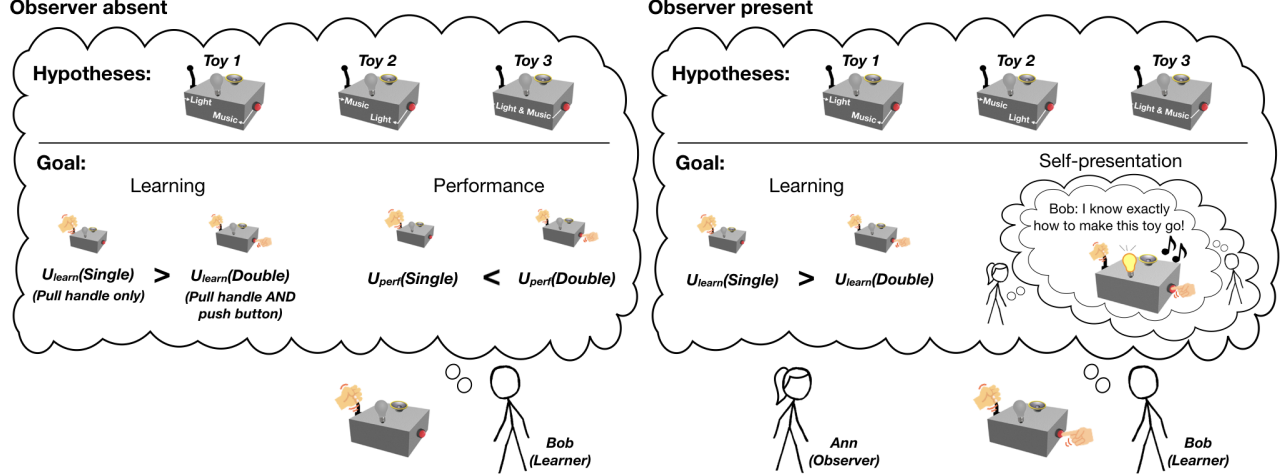 Observer absent
Hypotheses:
Toy 1
Toy 2
Toy 3
Light
Music
Music
Light
Light & Music
Goal:
Learning
Performance
Ulearn(Single) > Ulearn(Double)
(Pull handle only)
(Pull handle AND
push button)
Uperf(Single) < Uperf(Double)
Bob
(Learner)
Observer present
Hypotheses:
Toy 1
Toy 2
Toy 3
Light
Music
Music
Light
Light & Music
Goal:
Learning
Self-presentation
Ulearn(Single) > Ulearn(Double)
Bob: I know exactly
how to make this toy go!
Ann
(Observer)
Bob
(Learner)